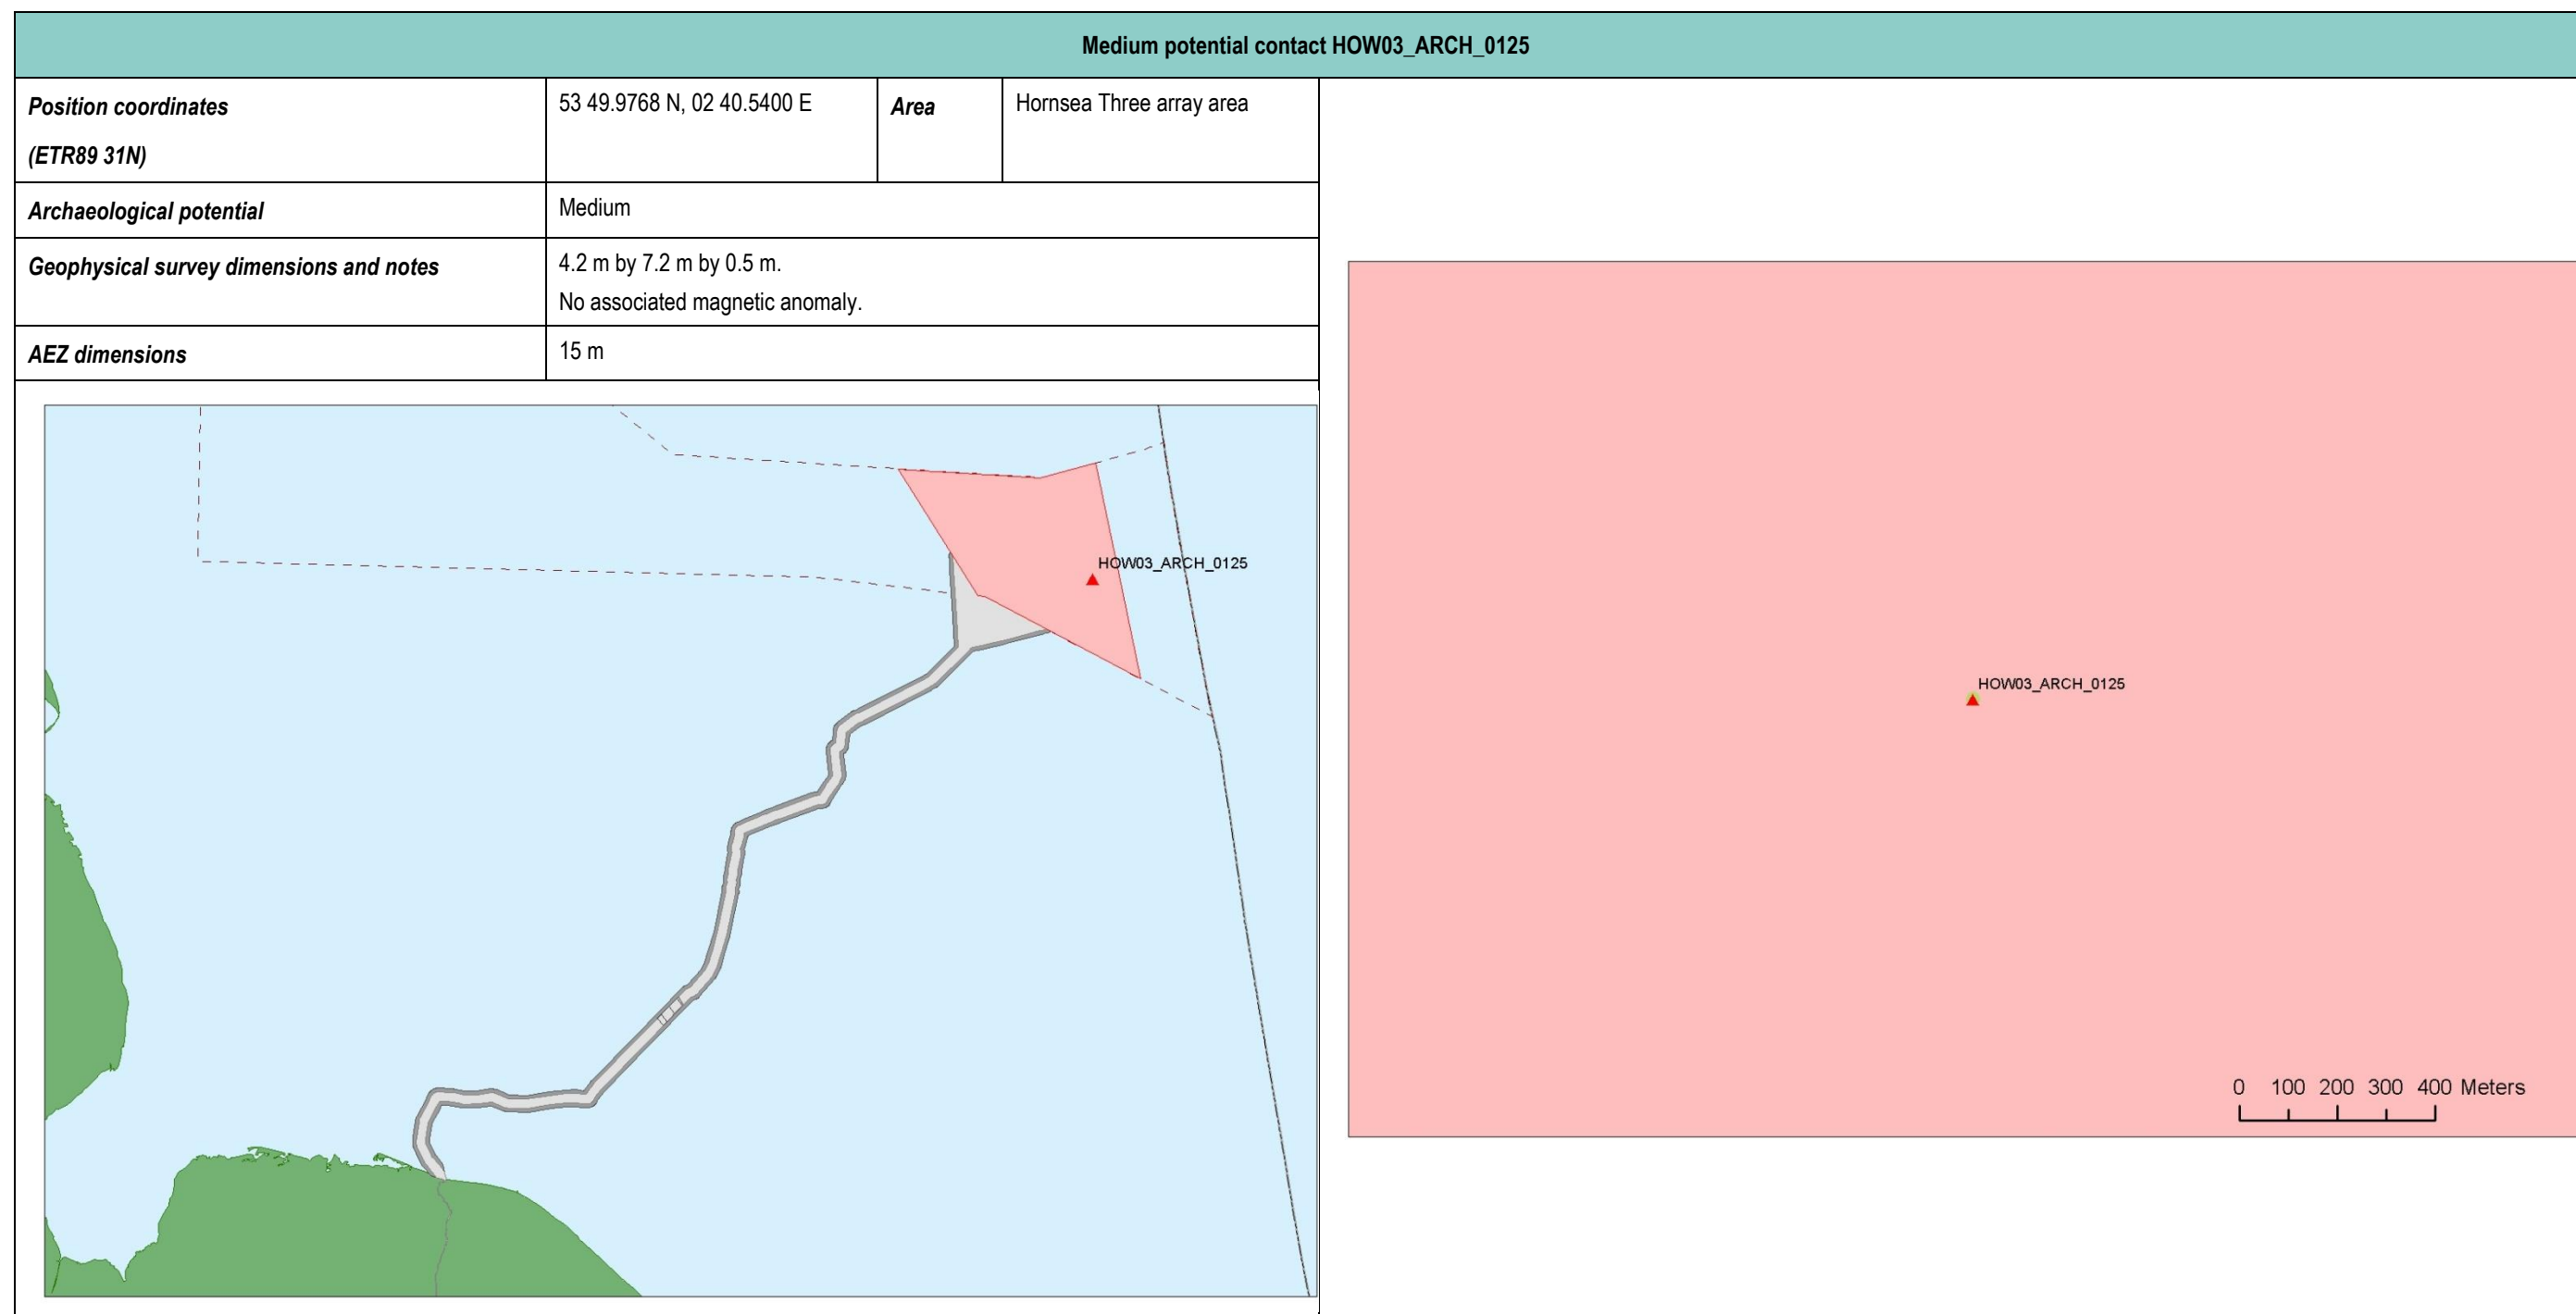 Medium potential contact HOW03_ARCH_0125
Position coordinates
(ETR89 31N)
53 49.9768 N, 02 40.5400 E
Area
Hornsea Three array area
Archaeological potential
Medium
Geophysical survey dimensions and notes
4.2 m by 7.2 m by 0.5 m.
No associated magnetic anomaly.
AEZ dimensions
15 m
HOW03_ARCH_0125
HOW03_ARCH_0125
0 100 200 300 400 Meters